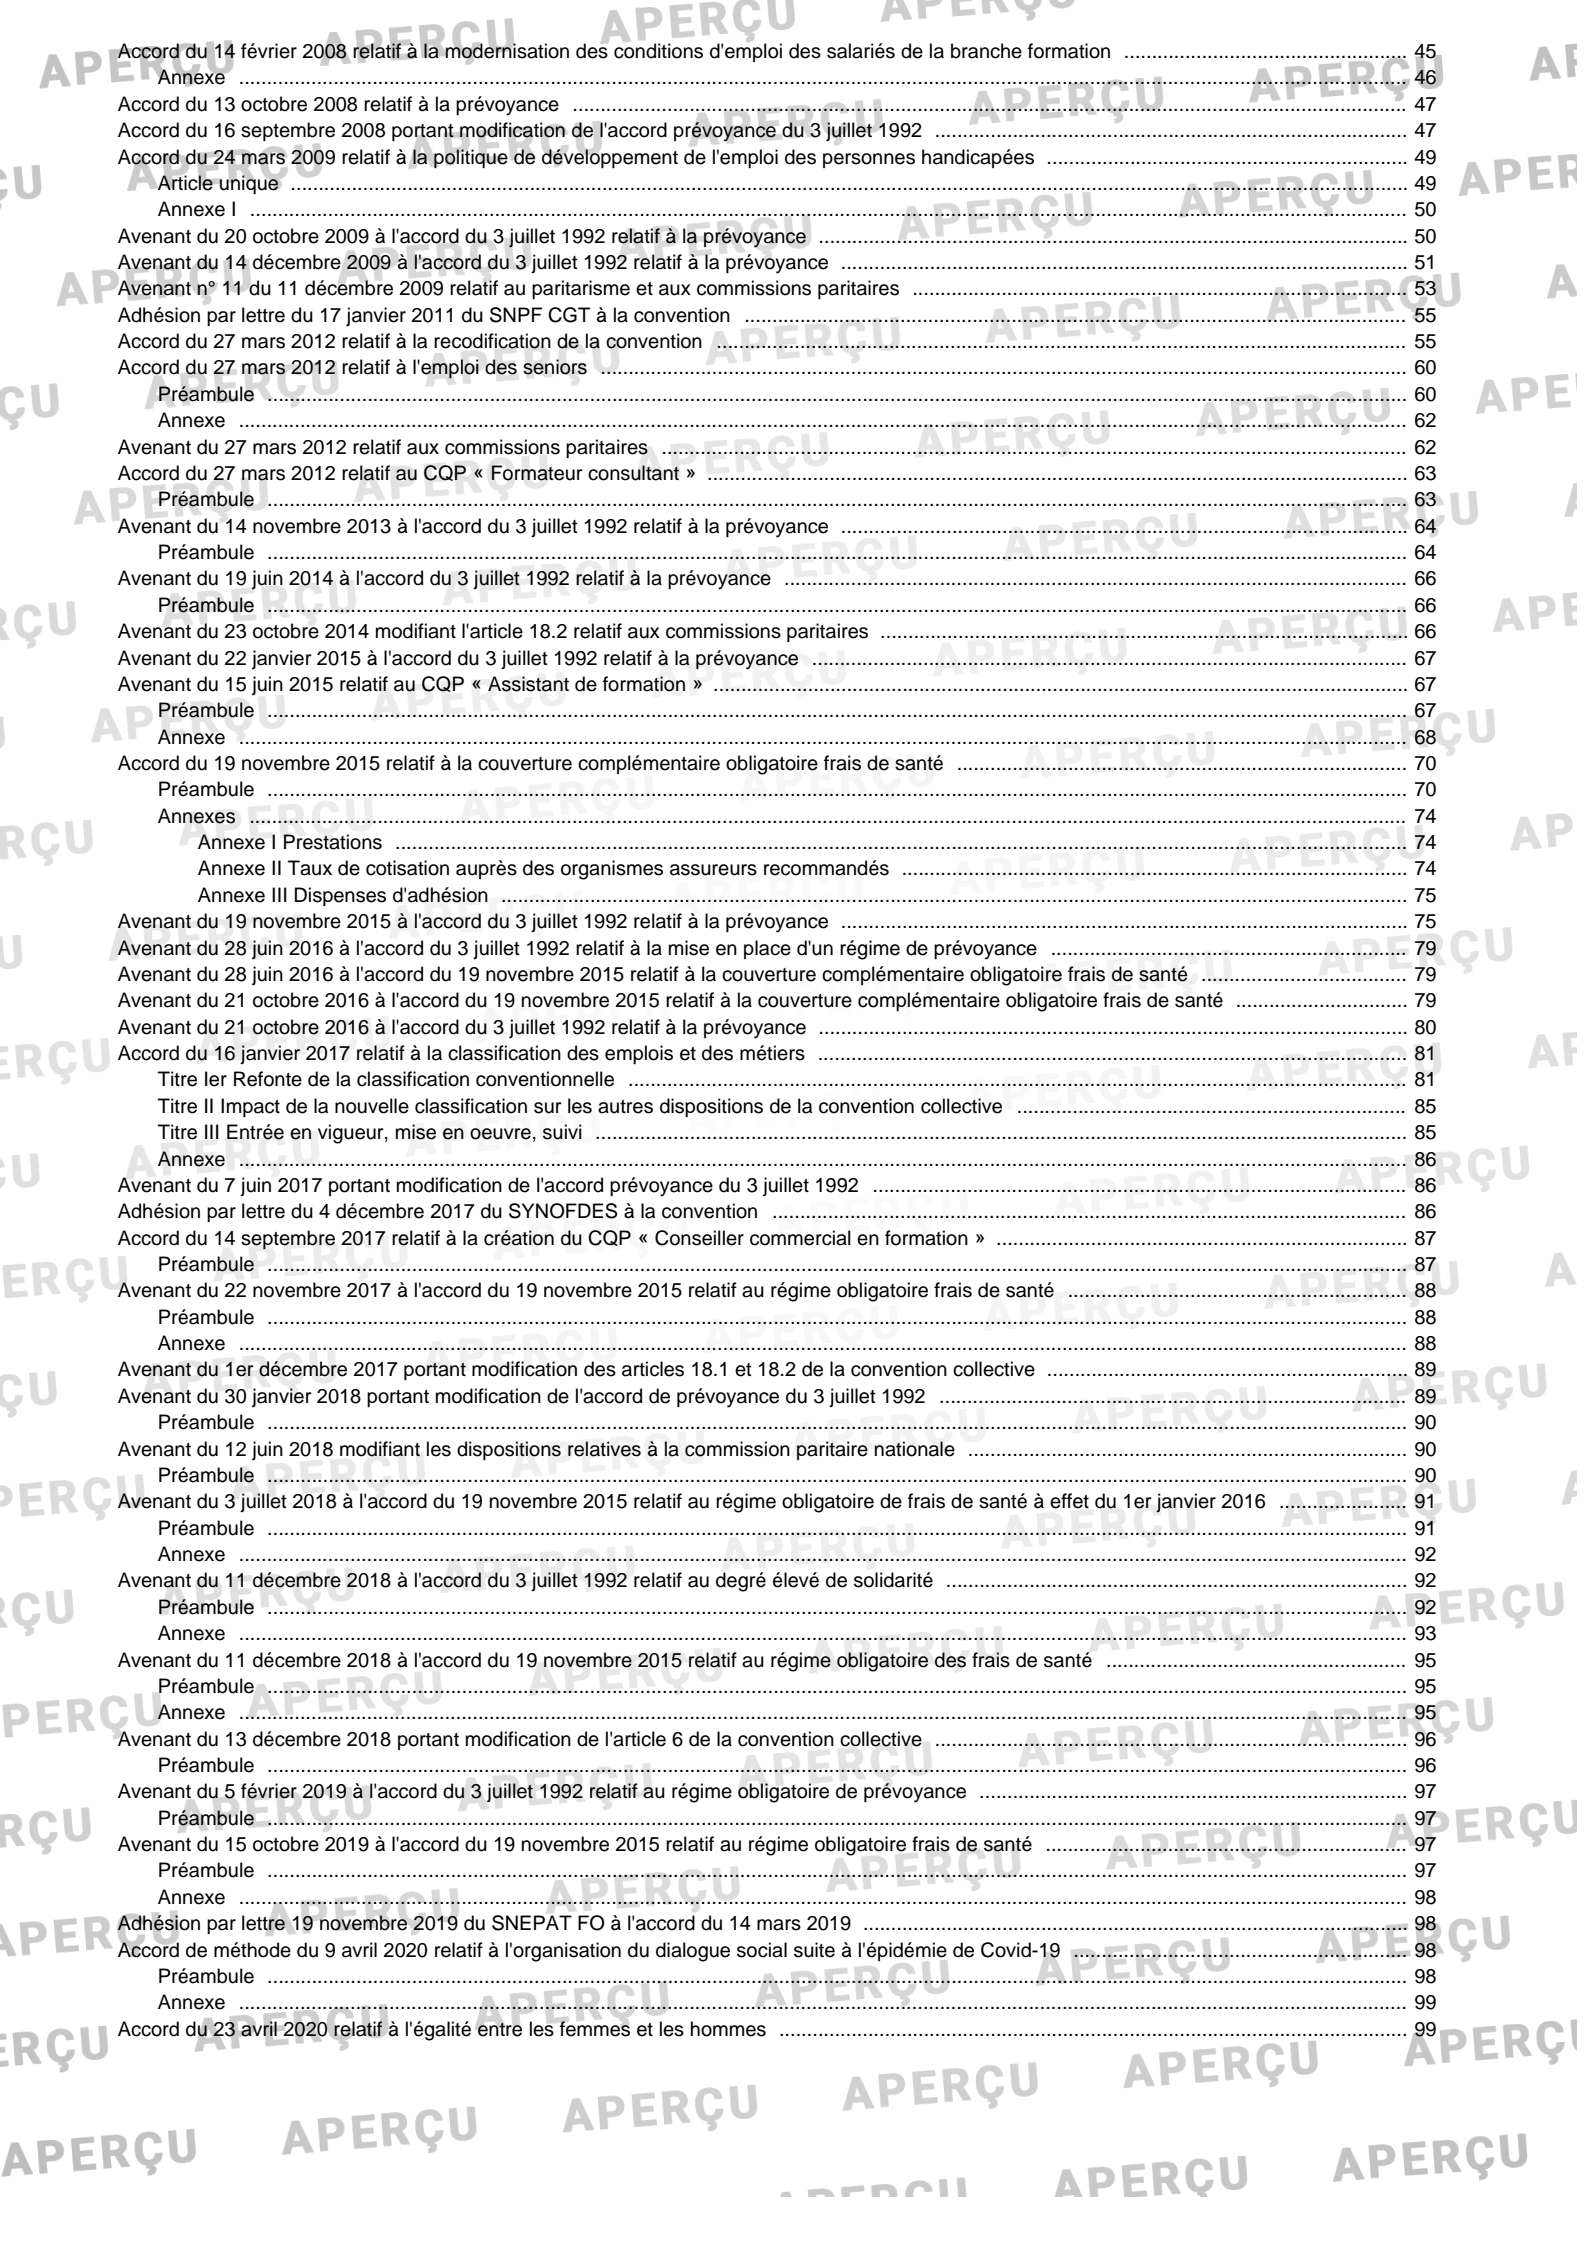 Accord du 14 février 2008 relatif à la modernisation des conditions d'emploi des salariés de la branche formation 45
Annexe 46
Accord du 13 octobre 2008 relatif à la prévoyance 47
Accord du 16 septembre 2008 portant modification de l'accord prévoyance du 3 juillet 1992 47
Accord du 24 mars 2009 relatif à la politique de développement de l'emploi des personnes handicapées 49
Article unique 49
Annexe I 50
Avenant du 20 octobre 2009 à l'accord du 3 juillet 1992 relatif à la prévoyance 50
Avenant du 14 décembre 2009 à l'accord du 3 juillet 1992 relatif à la prévoyance 51
Avenant n° 11 du 11 décembre 2009 relatif au paritarisme et aux commissions paritaires 53
Adhésion par lettre du 17 janvier 2011 du SNPF CGT à la convention 55
Accord du 27 mars 2012 relatif à la recodification de la convention 55
Accord du 27 mars 2012 relatif à l'emploi des seniors 60
Préambule 60
Annexe 62
Avenant du 27 mars 2012 relatif aux commissions paritaires 62
Accord du 27 mars 2012 relatif au CQP « Formateur consultant » 63
Préambule 63
Avenant du 14 novembre 2013 à l'accord du 3 juillet 1992 relatif à la prévoyance 64
Préambule 64
Avenant du 19 juin 2014 à l'accord du 3 juillet 1992 relatif à la prévoyance 66
Préambule 66
Avenant du 23 octobre 2014 modifiant l'article 18.2 relatif aux commissions paritaires 66
Avenant du 22 janvier 2015 à l'accord du 3 juillet 1992 relatif à la prévoyance 67
Avenant du 15 juin 2015 relatif au CQP « Assistant de formation » 67
Préambule 67
Annexe 68
Accord du 19 novembre 2015 relatif à la couverture complémentaire obligatoire frais de santé 70
Préambule 70
Annexes 74
Annexe I Prestations 74
Annexe II Taux de cotisation auprès des organismes assureurs recommandés 74
Annexe III Dispenses d'adhésion 75
Avenant du 19 novembre 2015 à l'accord du 3 juillet 1992 relatif à la prévoyance 75
Avenant du 28 juin 2016 à l'accord du 3 juillet 1992 relatif à la mise en place d'un régime de prévoyance 79
Avenant du 28 juin 2016 à l'accord du 19 novembre 2015 relatif à la couverture complémentaire obligatoire frais de santé 79
Avenant du 21 octobre 2016 à l'accord du 19 novembre 2015 relatif à la couverture complémentaire obligatoire frais de santé 79
Avenant du 21 octobre 2016 à l'accord du 3 juillet 1992 relatif à la prévoyance 80
Accord du 16 janvier 2017 relatif à la classification des emplois et des métiers 81
Titre Ier Refonte de la classification conventionnelle 81
Titre II Impact de la nouvelle classification sur les autres dispositions de la convention collective 85
Titre III Entrée en vigueur, mise en oeuvre, suivi 85
Annexe 86
Avenant du 7 juin 2017 portant modification de l'accord prévoyance du 3 juillet 1992 86
Adhésion par lettre du 4 décembre 2017 du SYNOFDES à la convention 86
Accord du 14 septembre 2017 relatif à la création du CQP « Conseiller commercial en formation » 87
Préambule 87
Avenant du 22 novembre 2017 à l'accord du 19 novembre 2015 relatif au régime obligatoire frais de santé 88
Préambule 88
Annexe 88
Avenant du 1er décembre 2017 portant modification des articles 18.1 et 18.2 de la convention collective 89
Avenant du 30 janvier 2018 portant modification de l'accord de prévoyance du 3 juillet 1992 89
Préambule 90
Avenant du 12 juin 2018 modifiant les dispositions relatives à la commission paritaire nationale 90
Préambule 90
Avenant du 3 juillet 2018 à l'accord du 19 novembre 2015 relatif au régime obligatoire de frais de santé à effet du 1er janvier 2016 91
Préambule 91
Annexe 92
Avenant du 11 décembre 2018 à l'accord du 3 juillet 1992 relatif au degré élevé de solidarité 92
Préambule 92
Annexe 93
Avenant du 11 décembre 2018 à l'accord du 19 novembre 2015 relatif au régime obligatoire des frais de santé 95
Préambule 95
Annexe 95
Avenant du 13 décembre 2018 portant modification de l'article 6 de la convention collective 96
Préambule 96
Avenant du 5 février 2019 à l'accord du 3 juillet 1992 relatif au régime obligatoire de prévoyance 97
Préambule 97
Avenant du 15 octobre 2019 à l'accord du 19 novembre 2015 relatif au régime obligatoire frais de santé 97
Préambule 97
Annexe 98
Adhésion par lettre 19 novembre 2019 du SNEPAT FO à l'accord du 14 mars 2019 98
Accord de méthode du 9 avril 2020 relatif à l'organisation du dialogue social suite à l'épidémie de Covid-19 98
Préambule 98
Annexe 99
Accord du 23 avril 2020 relatif à l'égalité entre les femmes et les hommes 99
APERÇU